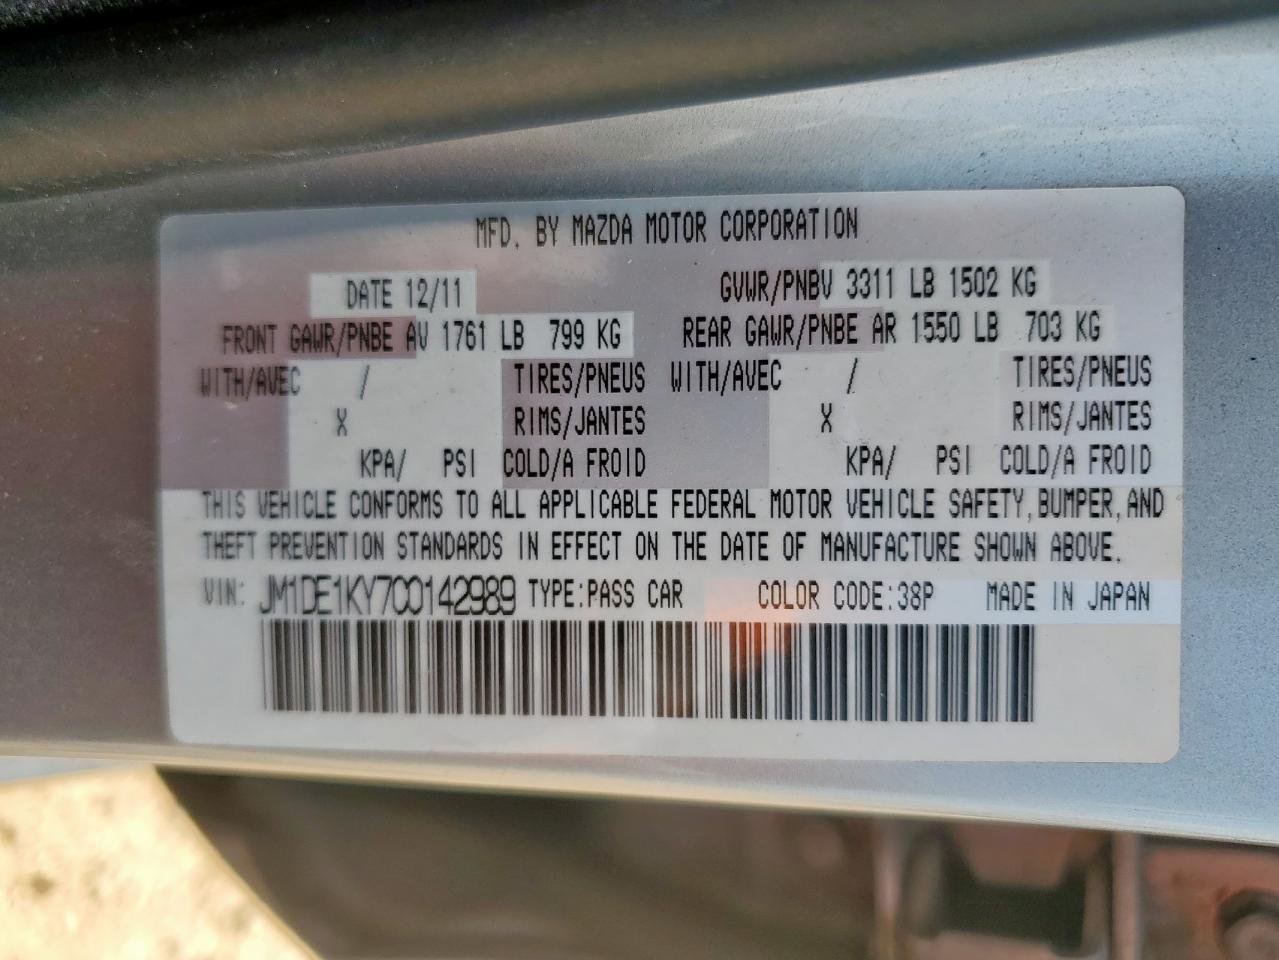 MFD. BY MAZDA MOTOR CORPORATION
DATE 12/11 GVWR/PNBV 3311 LB 1502 KG
FRONT GAWR/PNBE AV 1761 LB 799 KG REAR GAWR/PNBE AR 1550 LB 703 KG
WITH/AVEC / TIRES/PNEUS WITH/AVEC / TIRES/PNEUS
X RIMS/JANTES X RIMS/JANTES
KPA/ PSI COLD/A FROID KPA/ PSI COLD/A FROID
THIS VEHICLE CONFORMS TO ALL APPLICABLE FEDERAL MOTOR VEHICLE SAFETY, BUMPER, AND
THEFT PREVENTION STANDARDS IN EFFECT ON THE DATE OF MANUFACTURE SHOWN ABOVE.
VIN: JM1DE1KY7C0142989 TYPE:PASS CAR COLOR CODE:38P MADE IN JAPAN